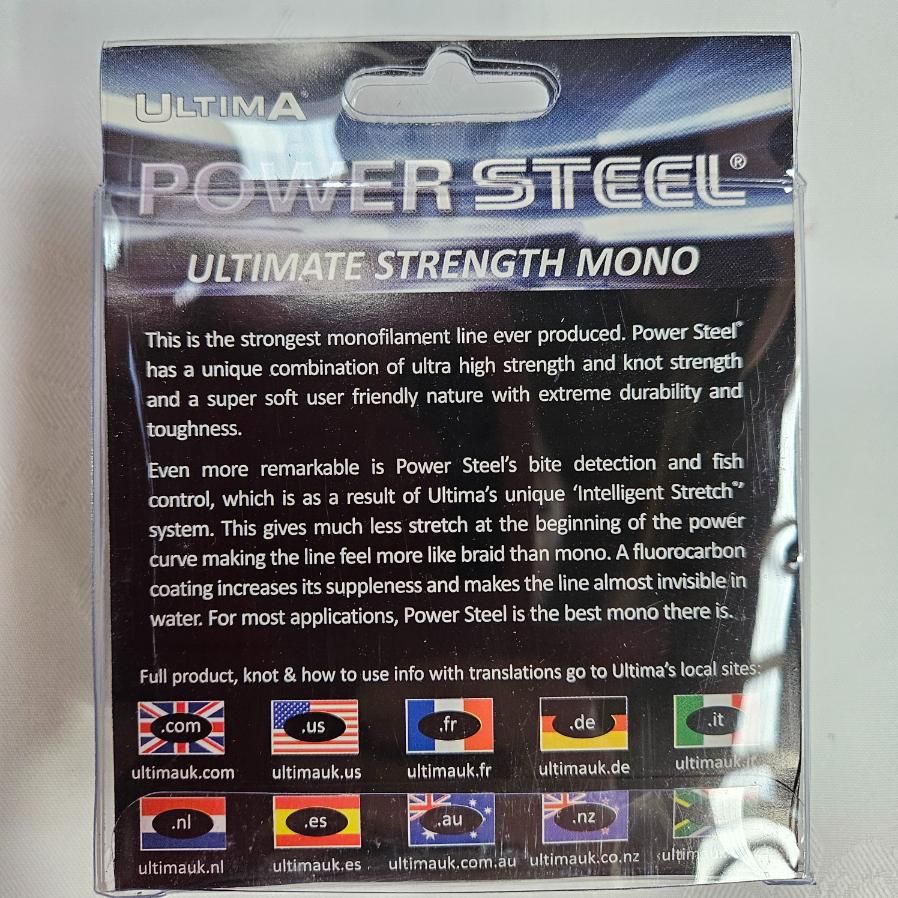 ULTIMA®
POWER STEEL®
ULTIMATE STRENGTH MONO
This is the strongest monofilament line ever produced. Power Steel®
has a unique combination of ultra high strength and knot strength
and a super soft user friendly nature with extreme durability and
toughness.
Even more remarkable is Power Steel's bite detection and fish
control, which is as a result of Ultima's unique 'Intelligent Stretch®'
system. This gives much less stretch at the beginning of the power
curve making the line feel more like braid than mono. A fluorocarbon
coating increases its suppleness and makes the line almost invisible in
water. For most applications, Power Steel is the best mono there is.
Full product, knot & how to use info with translations go to Ultima's local sites:
.com .us .fr .de .it
ultimauk.com ultimauk.us ultimauk.fr ultimauk.de ultimauk.it
.nl .es .au .nz
ultimauk.nl ultimauk.es ultimauk.com.au ultimauk.co.nz